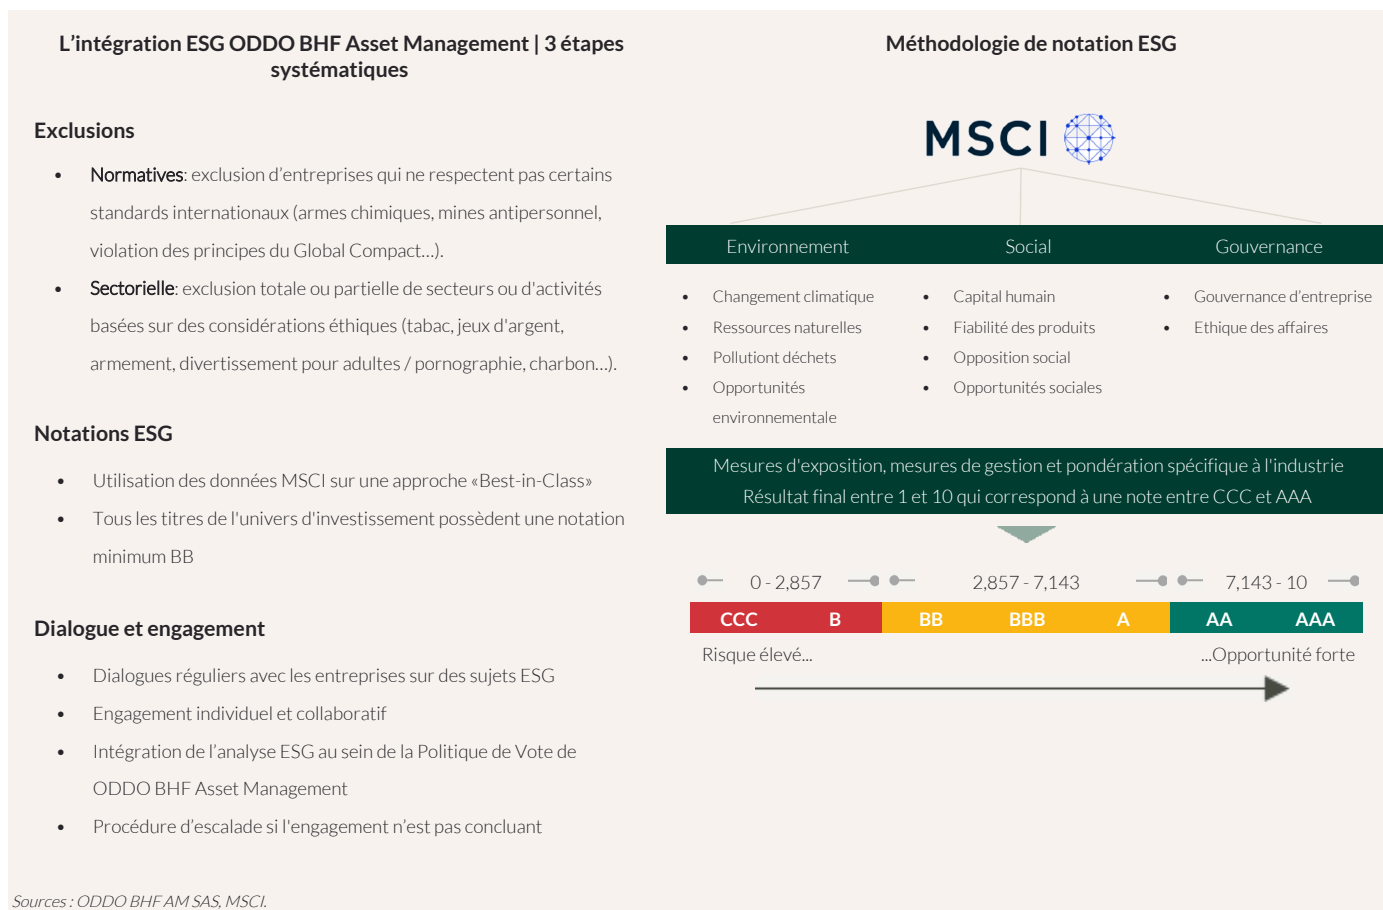 L’intégration ESG ODDO BHF Asset Management | 3 étapes
systématiques
Exclusions
• Normatives: exclusion d’entreprises qui ne respectent pas certains
standards internationaux (armes chimiques, mines antipersonnel,
violation des principes du Global Compact…).
• Sectorielle: exclusion totale ou partielle de secteurs ou d'activités
basées sur des considérations éthiques (tabac, jeux d'argent,
armement, divertissement pour adultes / pornographie, charbon…).
Notations ESG
• Utilisation des données MSCI sur une approche «Best-in-Class»
• Tous les titres de l'univers d'investissement possèdent une notation
minimum BB
Dialogue et engagement
• Dialogues réguliers avec les entreprises sur des sujets ESG
• Engagement individuel et collaboratif
• Intégration de l’analyse ESG au sein de la Politique de Vote de
ODDO BHF Asset Management
• Procédure d’escalade si l'engagement n’est pas concluant
Méthodologie de notation ESG
MSCI
Environnement
Social
Gouvernance
• Changement climatique
• Ressources naturelles
• Pollutiont déchets
• Opportunités
environnementale
• Capital humain
• Fiabilité des produits
• Opposition social
• Opportunités sociales
• Gouvernance d’entreprise
• Ethique des affaires
Mesures d'exposition, mesures de gestion et pondération spécifique à l'industrie
Résultat final entre 1 et 10 qui correspond à une note entre CCC et AAA
0 - 2,857 2,857 - 7,143 7,143 - 10
CCC B BB BBB A AA AAA
Risque élevé... ...Opportunité forte
Sources : ODDO BHF AM SAS, MSCI.